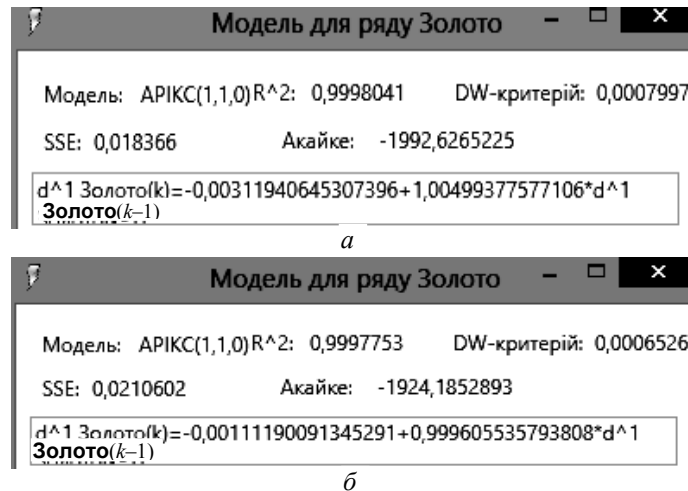 Модель для ряду Золото
Модель: АРІКС(1,1,0) R^2: 0,9998041 DW-критерій: 0,0007997
SSE: 0,018366 Акайке: -1992,6265225
d^1 Золото(k)=-0,00311940645307396+1,00499377577106*d^1
Золото(k–1)
а
Модель для ряду Золото
Модель: АРІКС(1,1,0) R^2: 0,9997753 DW-критерій: 0,0006526
SSE: 0,0210602 Акайке: -1924,1852893
d^1 Золото(k)=-0,00111190091345291+0,999605535793808*d^1
Золото(k–1)
б